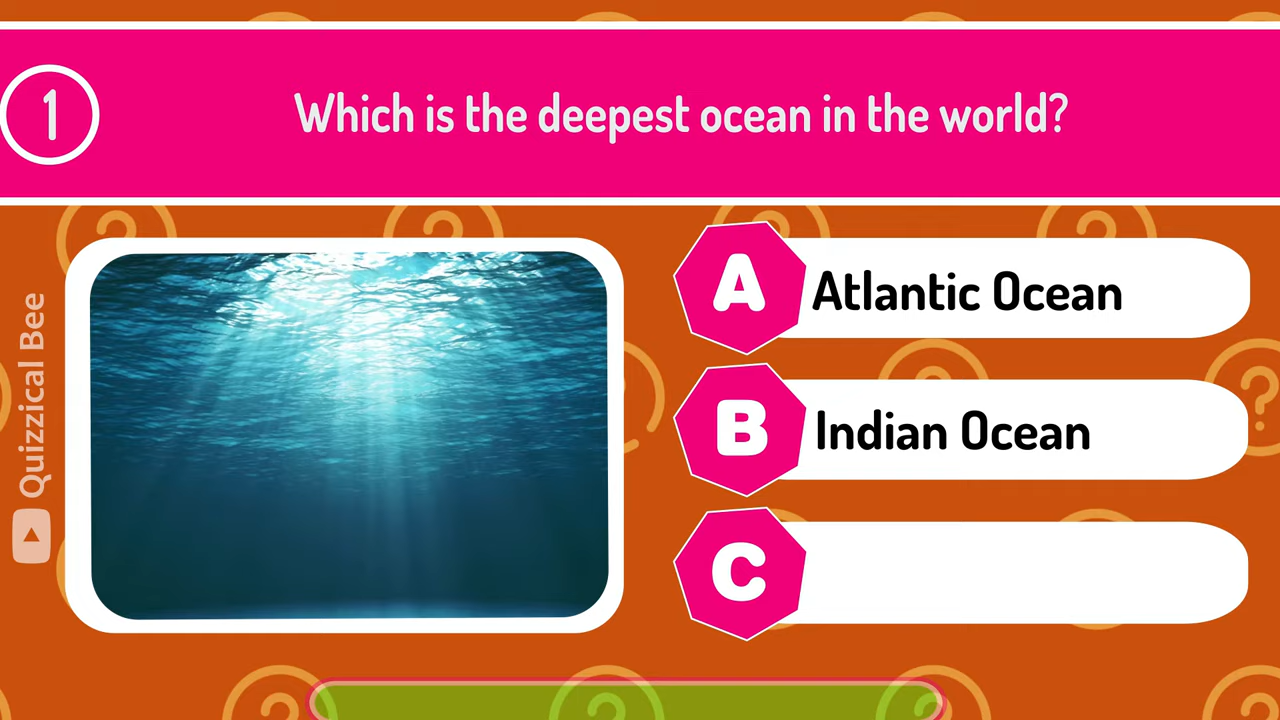 1
Which is the deepest ocean in the world?
A Atlantic Ocean
B Indian Ocean
C
Quizzical Bee